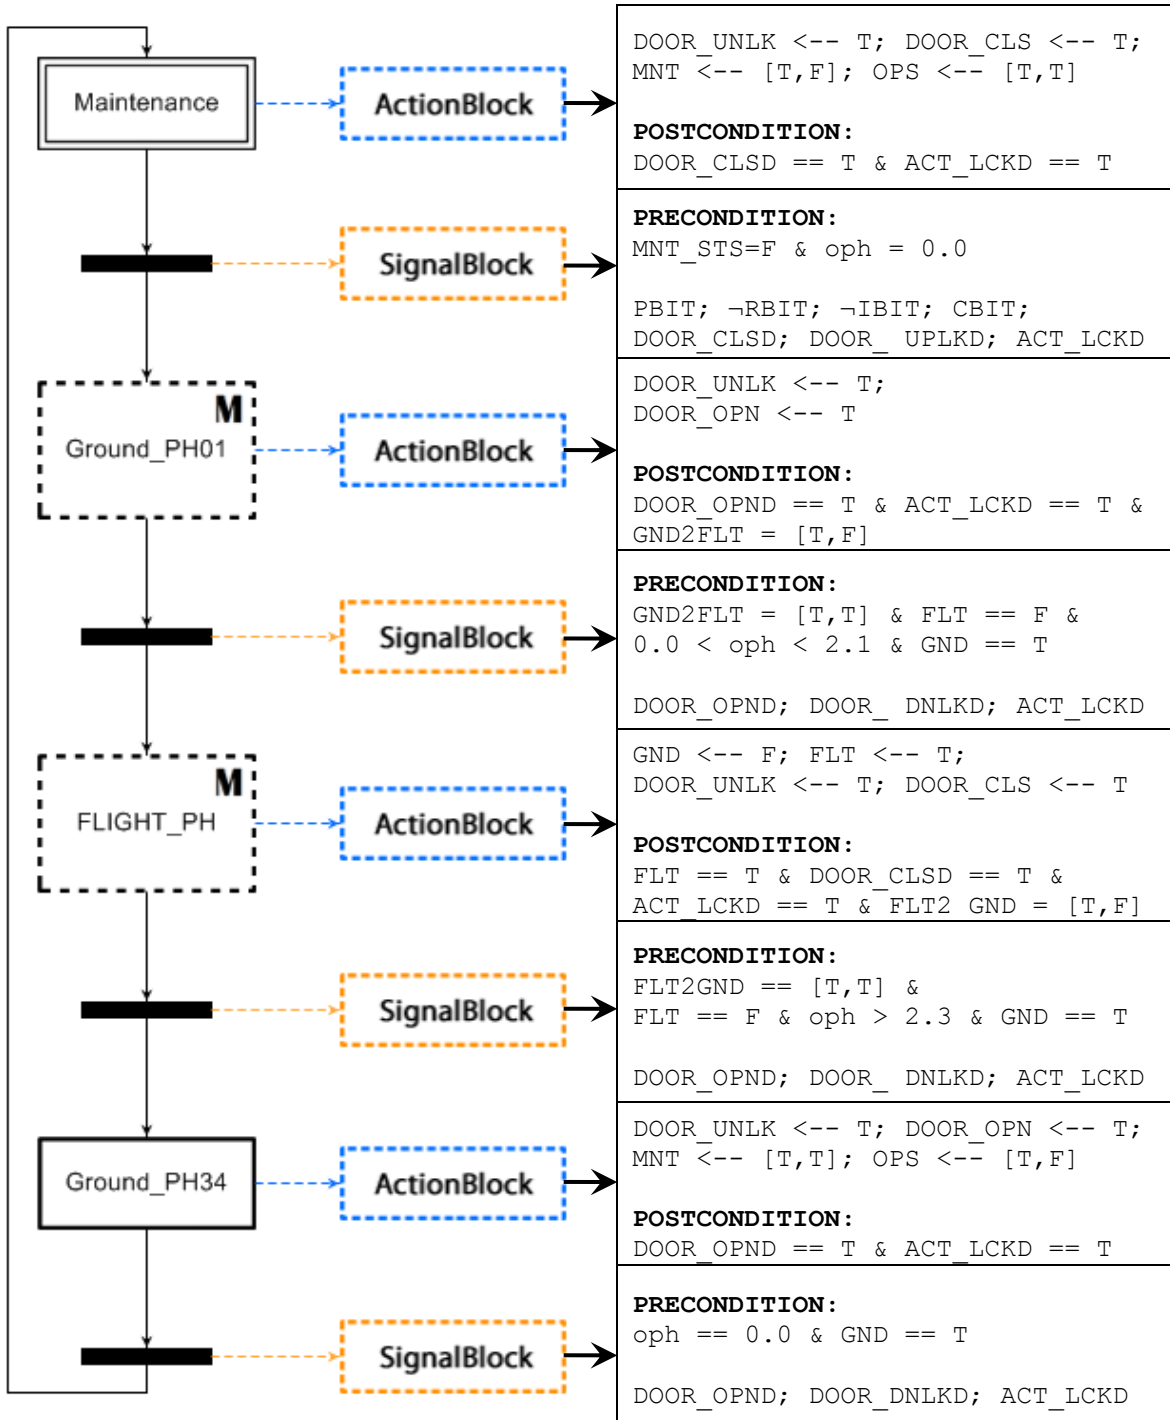 Maintenance
ActionBlock
DOOR_UNLK <-- T; DOOR_CLS <-- T;
MNT <-- [T,F]; OPS <-- [T,T]
POSTCONDITION:
DOOR_CLSD == T & ACT_LCKD == T
SignalBlock
PRECONDITION:
MNT_STS=F & oph = 0.0
PBIT; ¬RBIT; ¬IBIT; CBIT;
DOOR_CLSD; DOOR_ UPLKD; ACT_LCKD
M
Ground_PH01
ActionBlock
DOOR_UNLK <-- T;
DOOR_OPN <-- T
POSTCONDITION:
DOOR_OPND == T & ACT_LCKD == T &
GND2FLT = [T,F]
SignalBlock
PRECONDITION:
GND2FLT = [T,T] & FLT == F &
0.0 < oph < 2.1 & GND == T
DOOR_OPND; DOOR_ DNLKD; ACT_LCKD
M
FLIGHT_PH
ActionBlock
GND <-- F; FLT <-- T;
DOOR_UNLK <-- T; DOOR_CLS <-- T
POSTCONDITION:
FLT == T & DOOR_CLSD == T &
ACT_LCKD == T & FLT2 GND = [T,F]
SignalBlock
PRECONDITION:
FLT2GND == [T,T] &
FLT == F & oph > 2.3 & GND == T
DOOR_OPND; DOOR_ DNLKD; ACT_LCKD
Ground_PH34
ActionBlock
DOOR_UNLK <-- T; DOOR_OPN <-- T;
MNT <-- [T,T]; OPS <-- [T,F]
POSTCONDITION:
DOOR_OPND == T & ACT_LCKD == T
SignalBlock
PRECONDITION:
oph == 0.0 & GND == T
DOOR_OPND; DOOR_DNLKD; ACT_LCKD